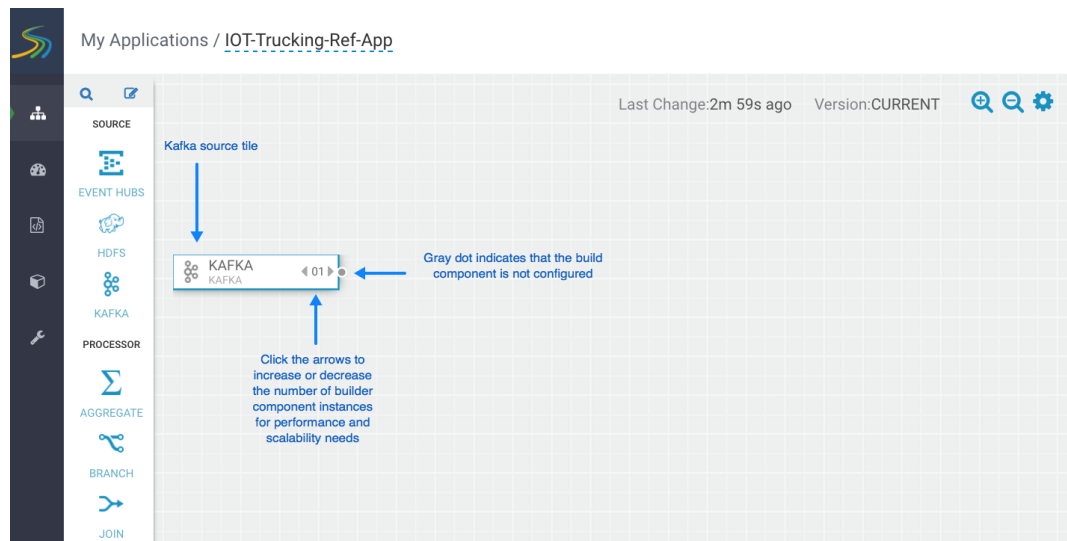 My Applications / IOT-Trucking-Ref-App
Last Change:2m 59s ago Version:CURRENT
SOURCE
EVENT HUBS
HDFS
KAFKA
PROCESSOR
AGGREGATE
BRANCH
JOIN
Kafka source tile
KAFKA
KAFKA
01
Gray dot indicates that the build
component is not configured
Click the arrows to
increase or decrease
the number of builder
component instances
for performance and
scalability needs